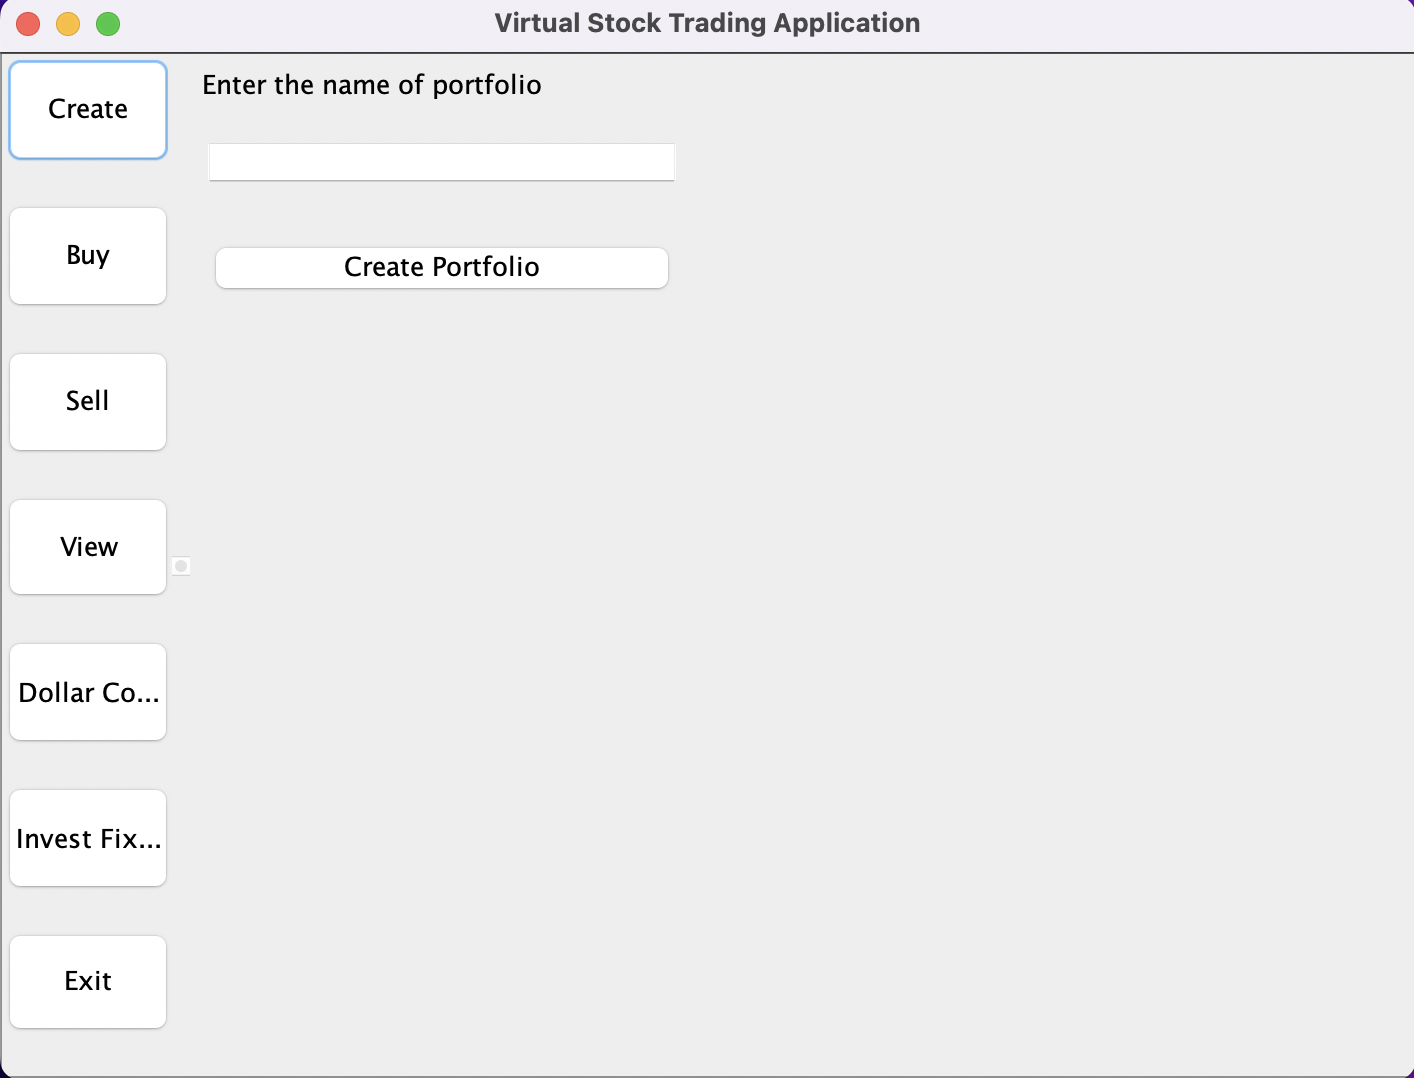 Virtual Stock Trading Application
Create
Enter the name of portfolio
Buy
Create Portfolio
Sell
View
Dollar Co...
Invest Fix...
Exit